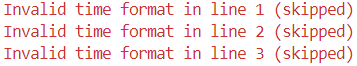 Invalid time format in line 1 (skipped)
Invalid time format in line 2 (skipped)
Invalid time format in line 3 (skipped)